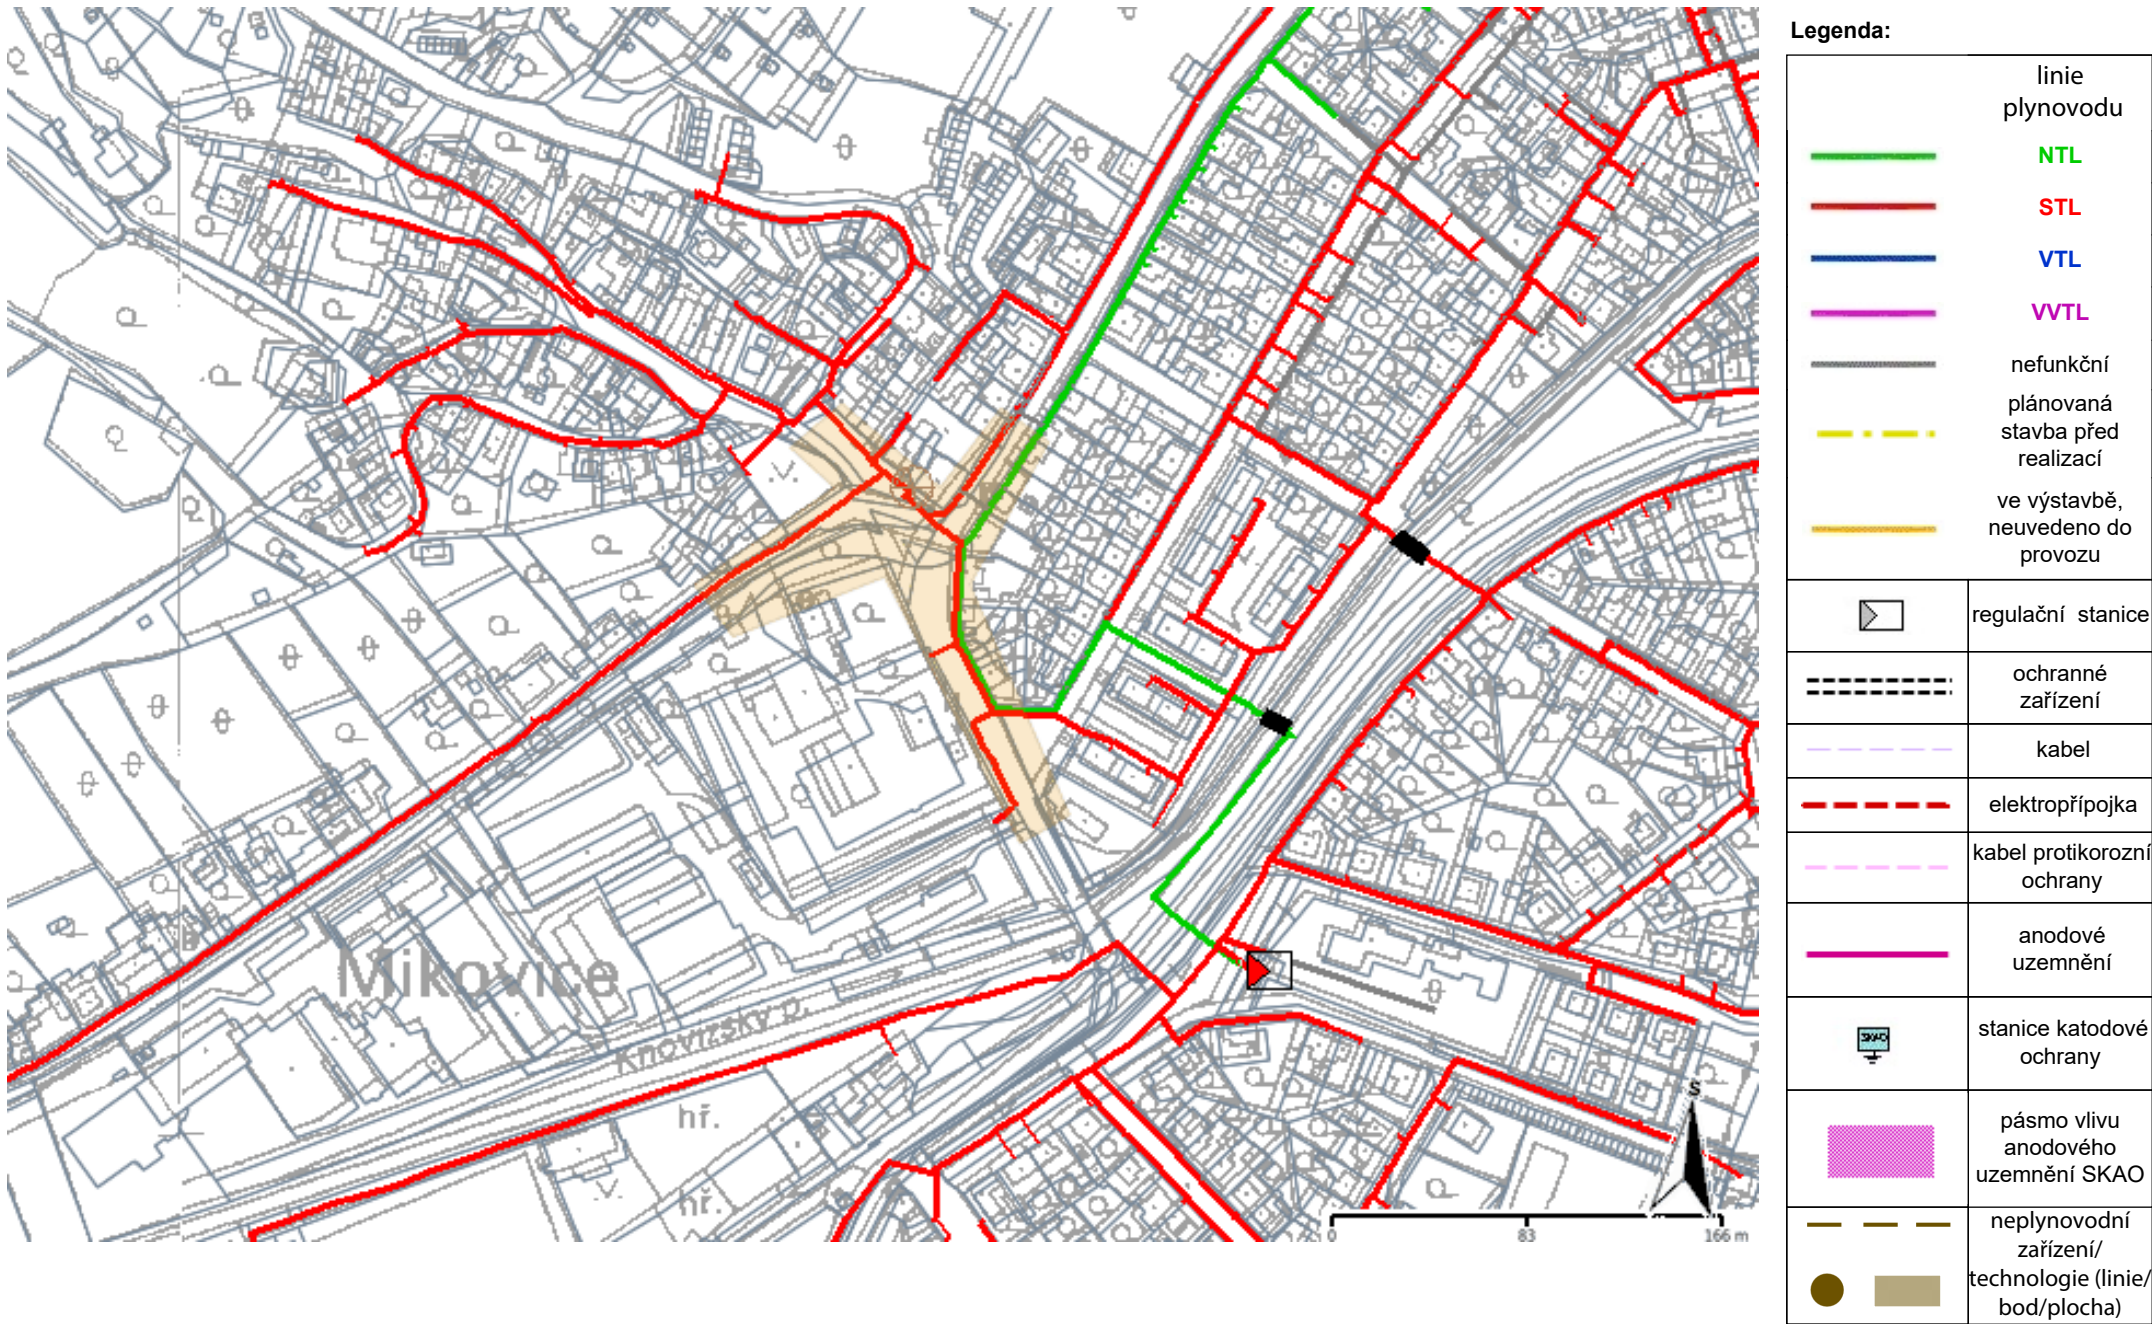 Legenda:
linie
plynovodu
NTL
STL
VTL
VVTL
nefunkční
plánovaná
stavba před
realizací
ve výstavbě,
neuvedeno do
provozu
regulační stanice
ochranné
zařízení
kabel
elektropřípojka
kabel protikorozní
ochrany
anodové
uzemnění
SKAO
stanice katodové
ochrany
pásmo vlivu
anodového
uzemnění SKAO
neplynovodní
zařízení/
technologie (linie/
bod/plocha)
Mikovice
Knovízský p.
hř.
hř.
S
0 83 166 m